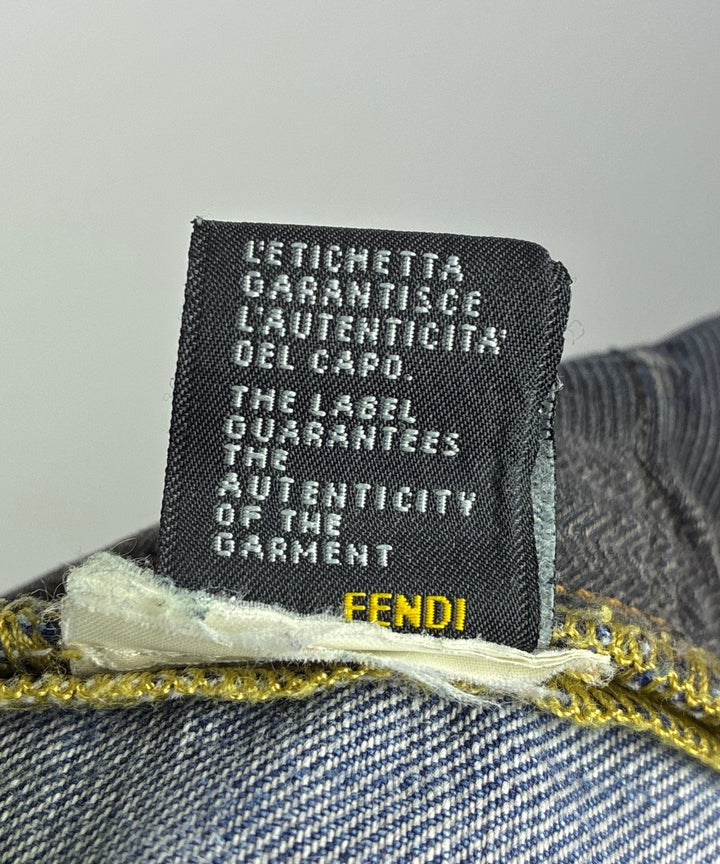 L'ETICHETTA
GARANTISCE
L'AUTENTICITA'
DEL CAPO.
THE LABEL
GUARANTEES
THE
AUTENTICITY
OF THE
GARMENT
FENDI